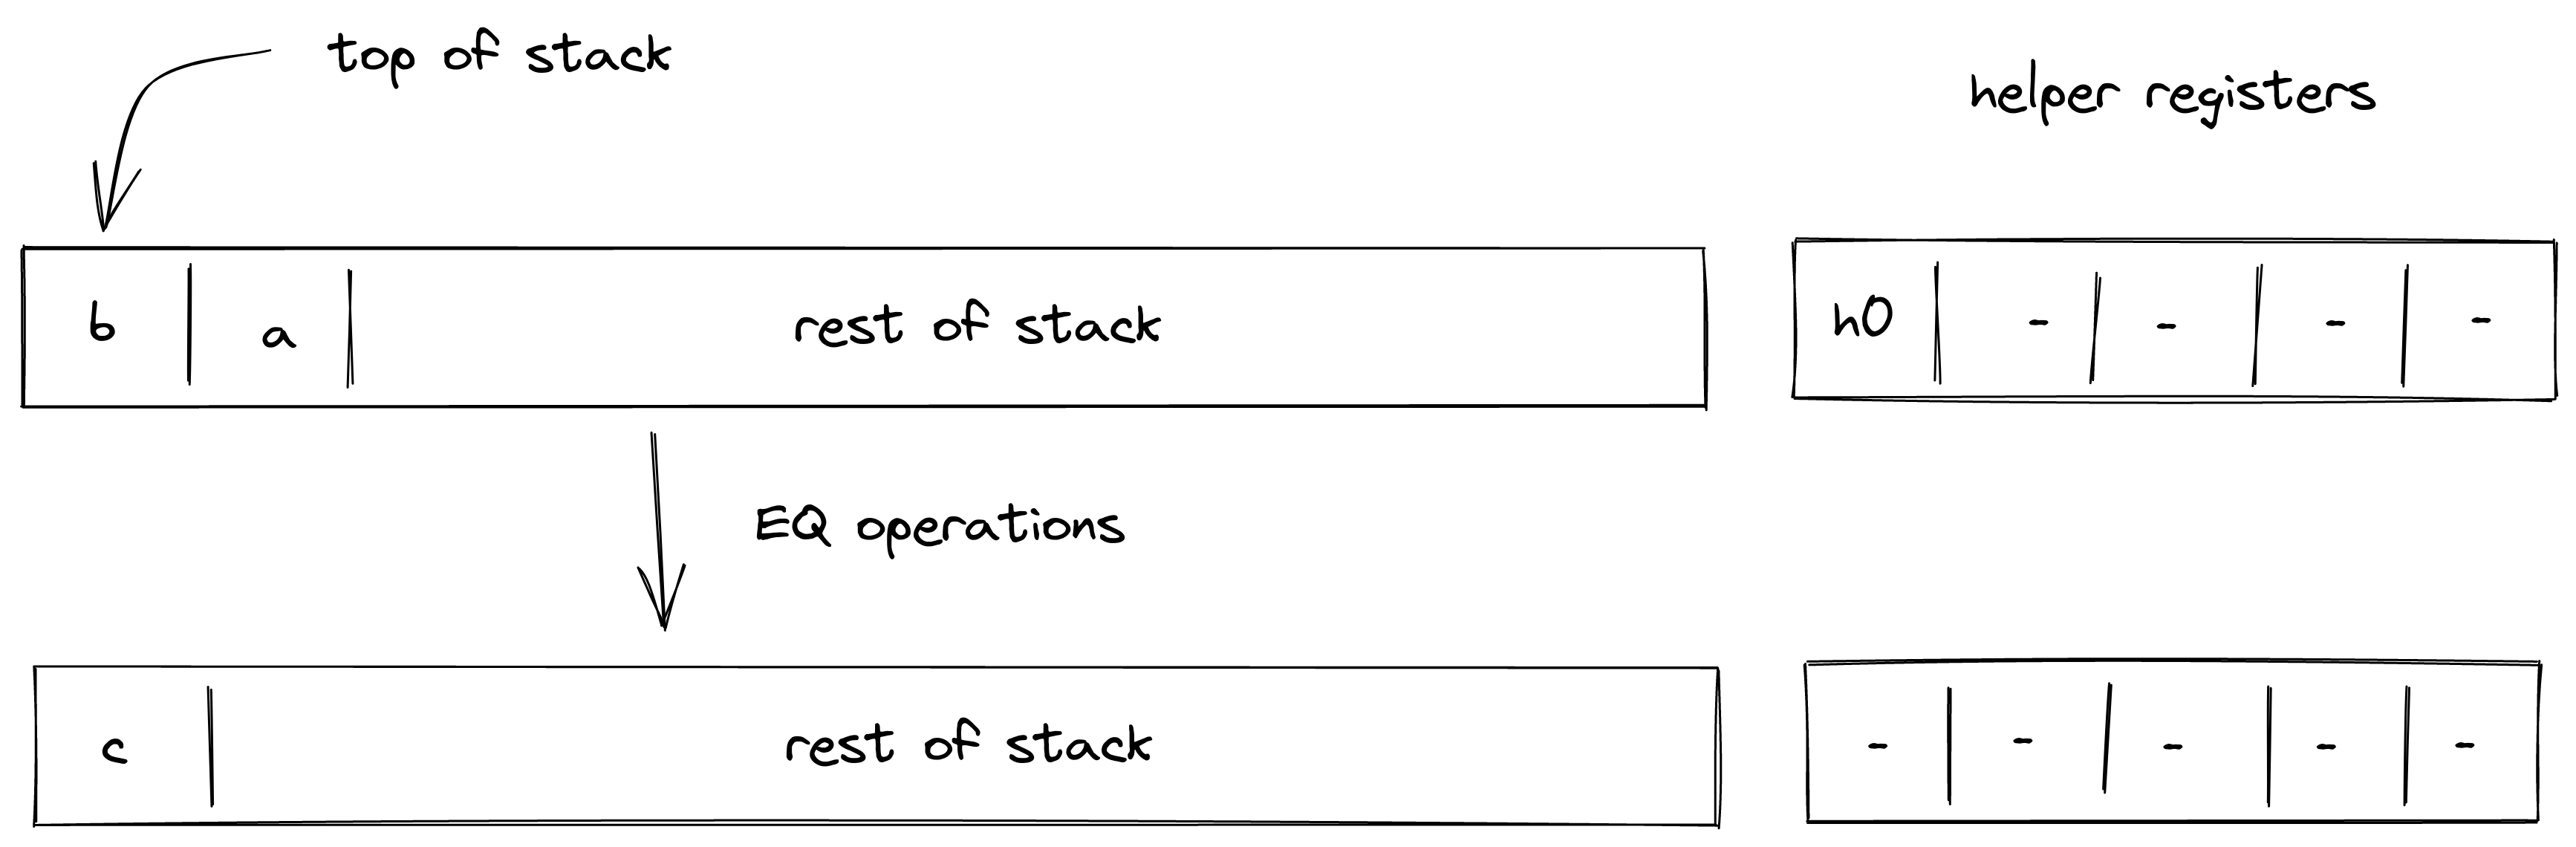 top of stack
helper registers
b a rest of stack
h0 - - - -
EQ operations
c rest of stack
- - - - -